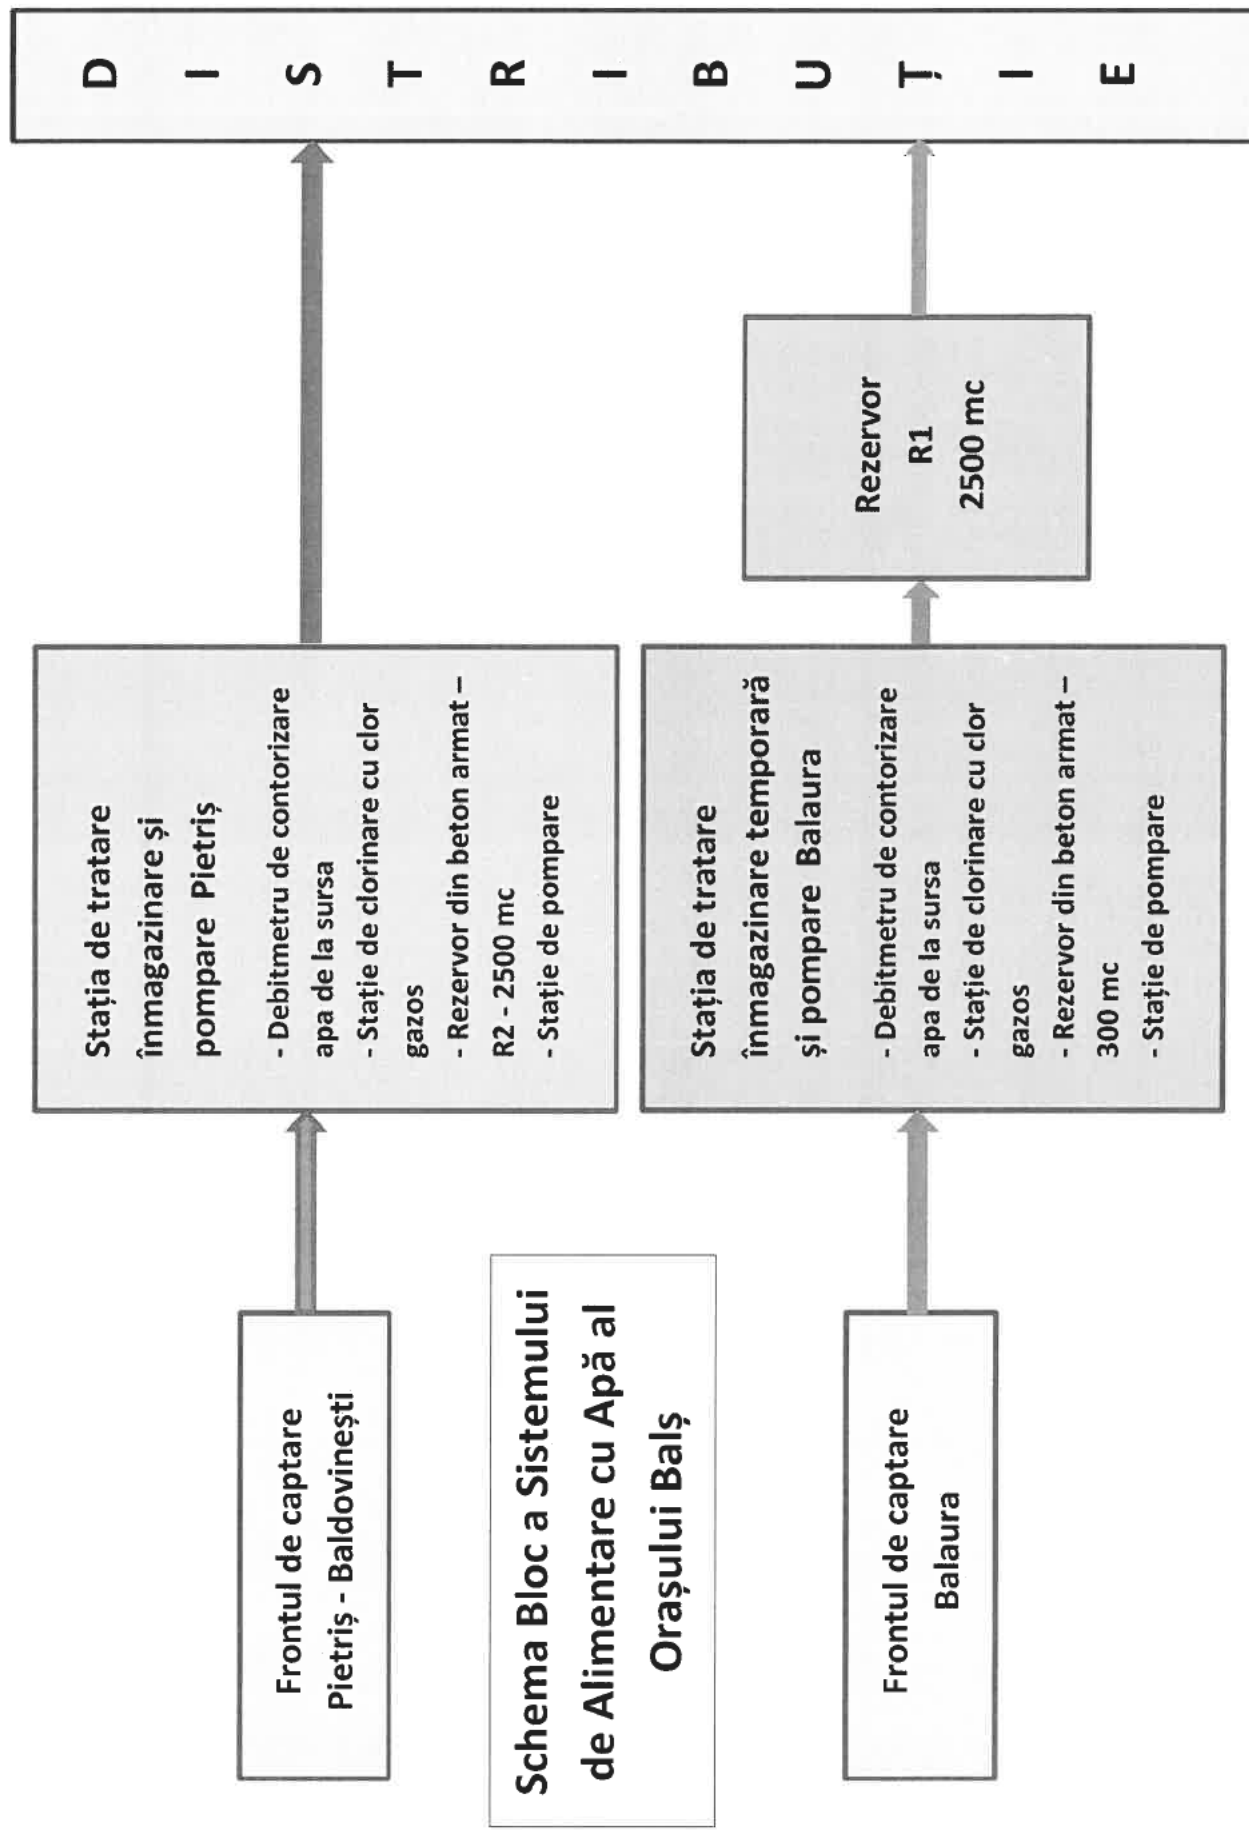 Frontul de captare
Pietriș - Baldovinești
Stația de tratare
înmagazinare și
pompare Pietriș
- Debitmetru de contorizare
apa de la sursa
- Stație de clorinare cu clor
gazos
- Rezervor din beton armat –
R2 - 2500 mc
- Stație de pompare
D I S T R I B U Ț I E
Schema Bloc a Sistemului
de Alimentare cu Apă al
Orașului Balș
Frontul de captare
Balaura
Stația de tratare
înmagazinare temporară
și pompare Balaura
- Debitmetru de contorizare
apa de la sursa
- Stație de clorinare cu clor
gazos
- Rezervor din beton armat –
300 mc
- Stație de pompare
Rezervor
R1
2500 mc